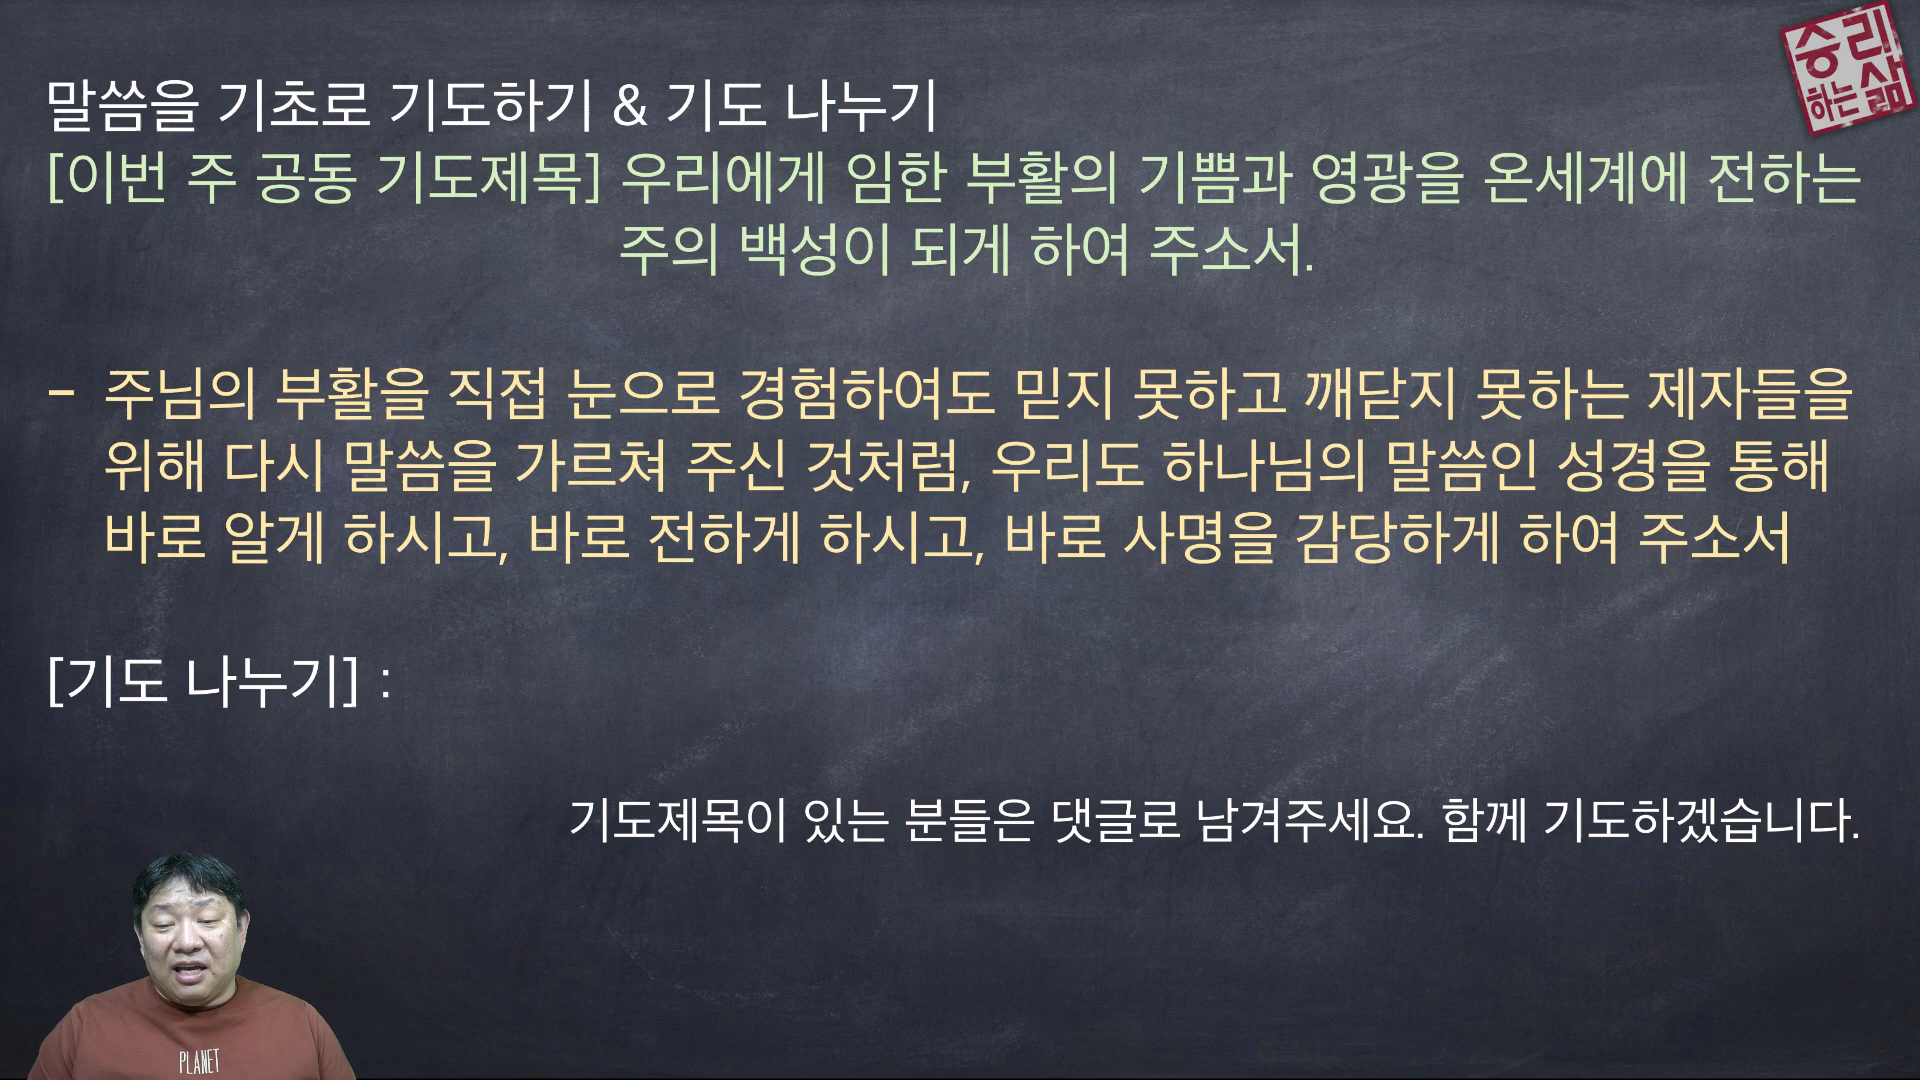 승리
하는 삶
말씀을 기초로 기도하기 & 기도 나누기
[이번 주 공동 기도제목] 우리에게 임한 부활의 기쁨과 영광을 온세계에 전하는
주의 백성이 되게 하여 주소서.
- 주님의 부활을 직접 눈으로 경험하여도 믿지 못하고 깨닫지 못하는 제자들을
위해 다시 말씀을 가르쳐 주신 것처럼, 우리도 하나님의 말씀인 성경을 통해
바로 알게 하시고, 바로 전하게 하시고, 바로 사명을 감당하게 하여 주소서
[기도 나누기] :
기도제목이 있는 분들은 댓글로 남겨주세요. 함께 기도하겠습니다.
PLANET